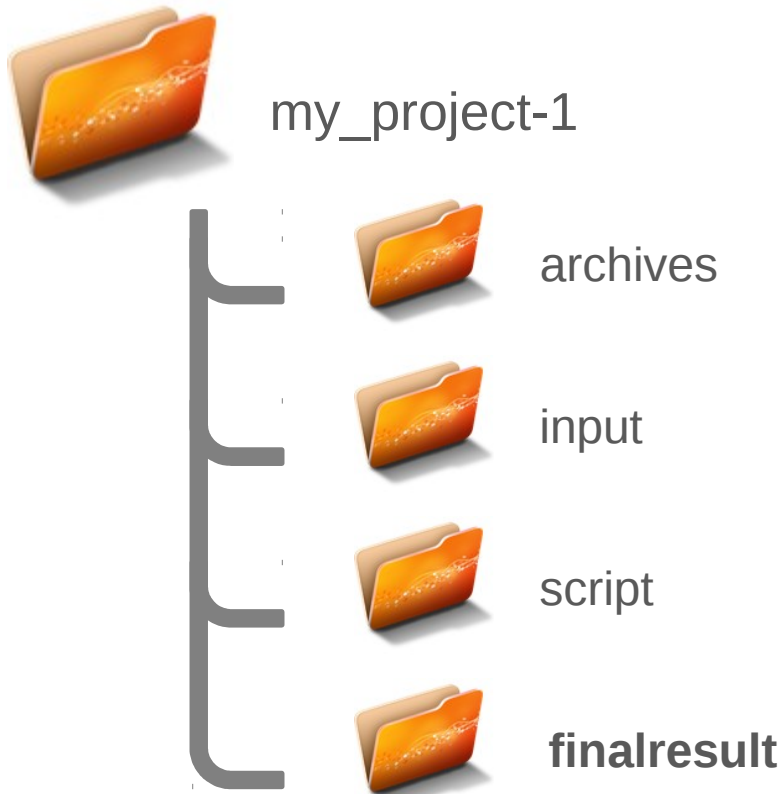 my_project-1
archives
input
script
finalresult